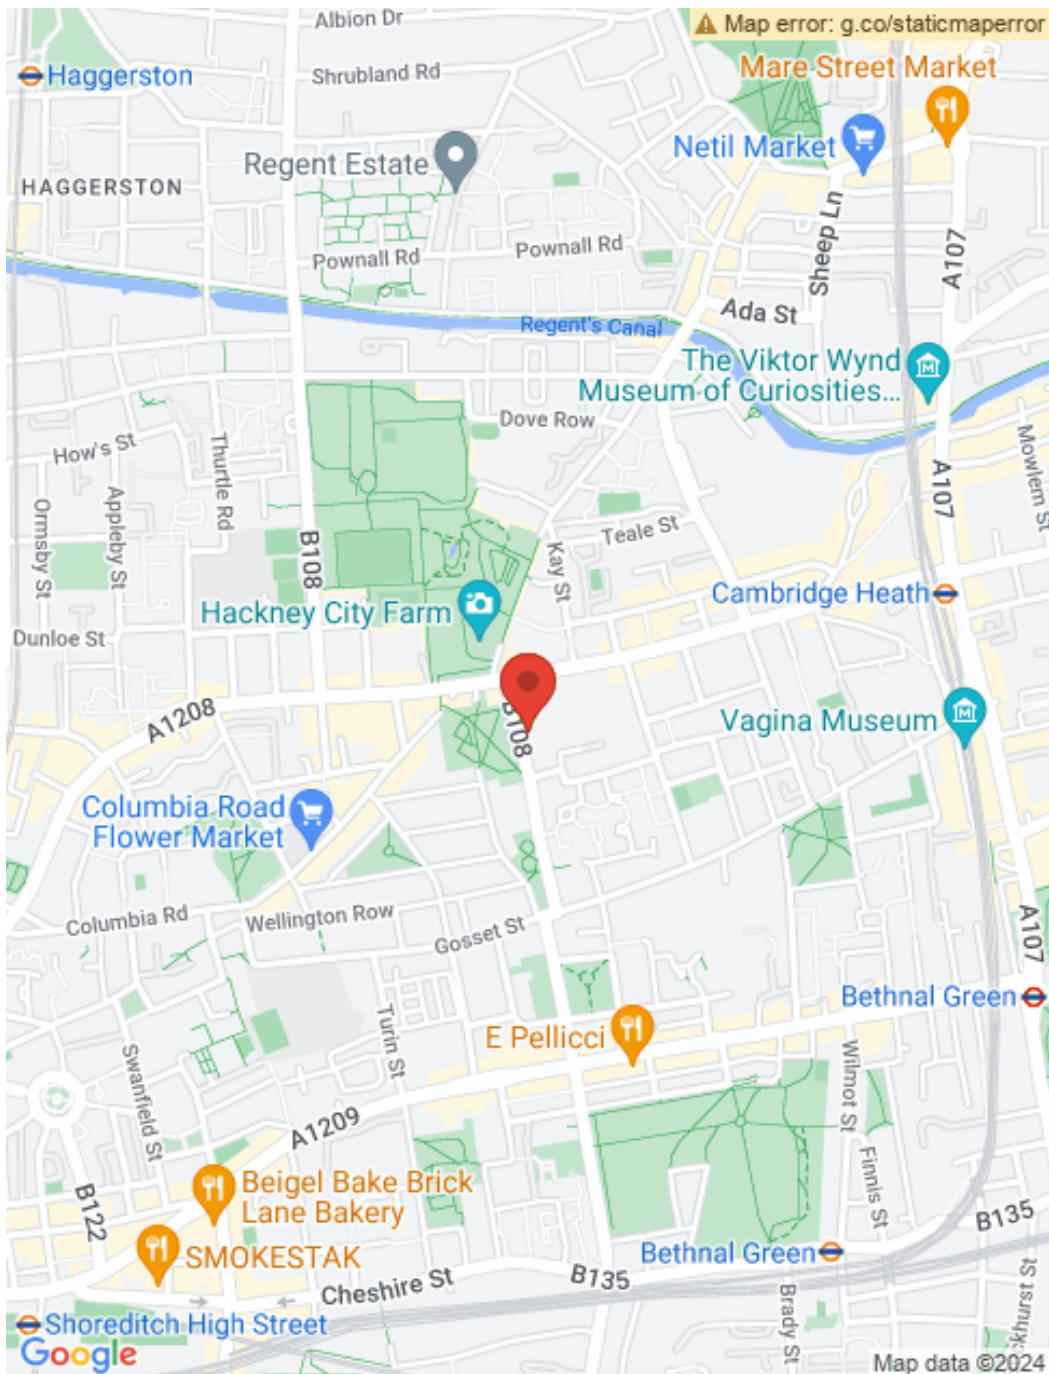 Albion Dr
Map error: g.co/staticmaperror
Haggerston
Shrubland Rd
Mare Street Market
Netil Market
Regent Estate
HAGGERSTON
Sheep Ln
Pownall Rd
Pownall Rd
A107
Ada St
Regent's Canal
The Viktor Wynd
Museum of Curiosities...
Dove Row
How's St
Thurtle Rd
Mowlem St
Ormsby St
Appleby St
A107
B108
Teale St
Kay St
Cambridge Heath
Hackney City Farm
Dunloe St
A1208
B108
Vagina Museum
Columbia Road
Flower Market
Columbia Rd
Wellington Row
Gosset St
A107
Bethnal Green
Turin St
E Pellicci
Swanfield St
Wilmot St
A1209
Finnis St
Beigel Bake Brick
Lane Bakery
B122
B135
SMOKESTAK
Bethnal Green
Cheshire St
B135
Brady St
ckhurst St
Shoreditch High Street
Google
Map data ©2024